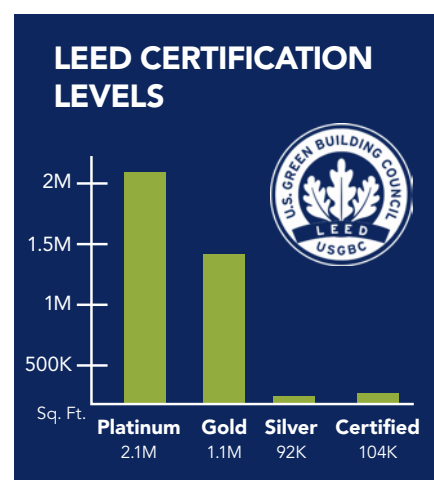 LEED CERTIFICATION
LEVELS
U.S. GREEN BUILDING COUNCIL
LEED
USGBC
2M
1.5M
1M
500K
Sq. Ft.
Platinum Gold Silver Certified
2.1M 1.1M 92K 104K